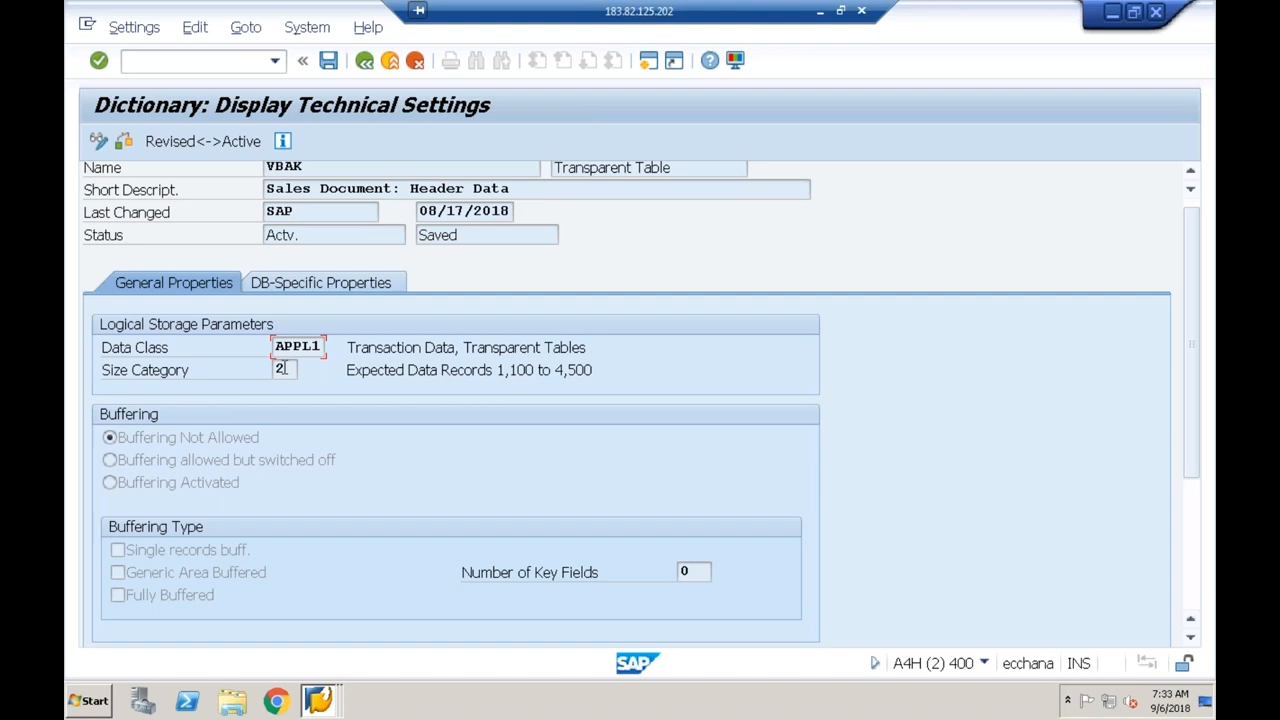 183.82.125.202
Settings Edit Goto System Help
«
Dictionary: Display Technical Settings
Revised<->Active
Name VBAK Transparent Table
Short Descript. Sales Document: Header Data
Last Changed SAP 08/17/2018
Status Actv. Saved
General Properties DB-Specific Properties
Logical Storage Parameters
Data Class APPL1 Transaction Data, Transparent Tables
Size Category 2 Expected Data Records 1,100 to 4,500
Buffering
Buffering Not Allowed
Buffering allowed but switched off
Buffering Activated
Buffering Type
Single records buff.
Generic Area Buffered Number of Key Fields 0
Fully Buffered
SAP A4H (2) 400 ecchana INS
Start 7:33 AM
9/6/2018